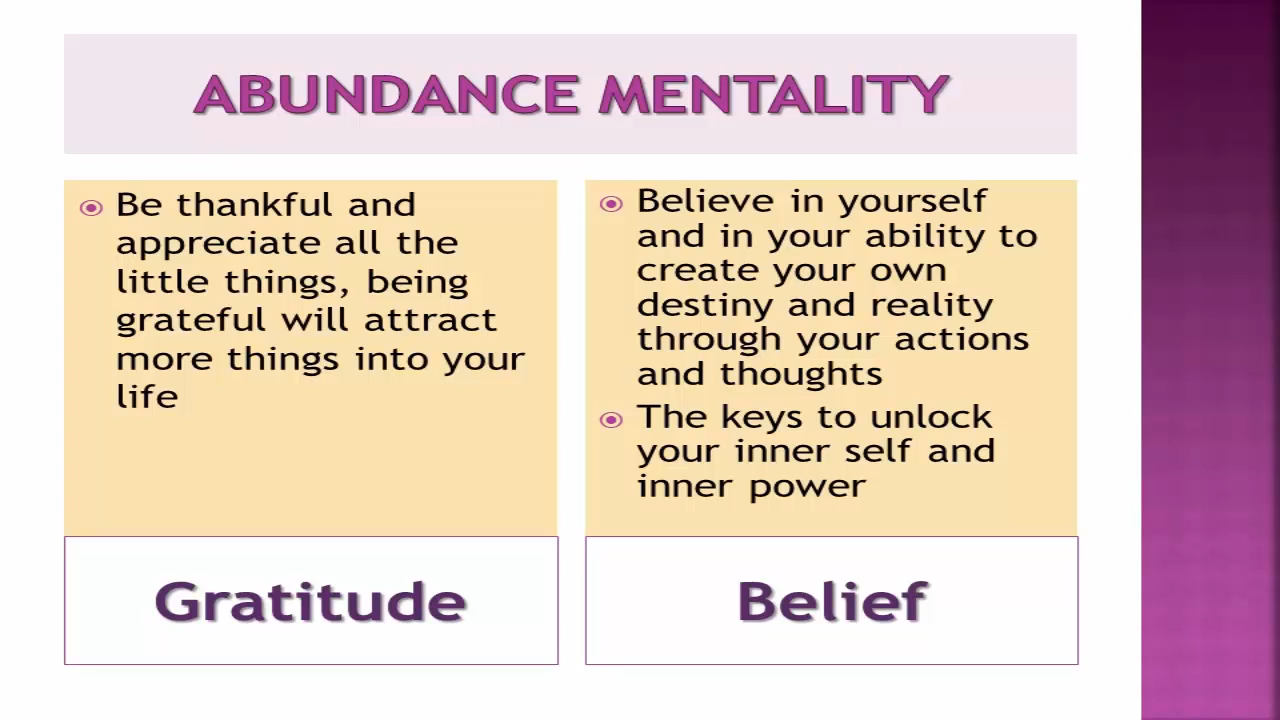 ABUNDANCE MENTALITY
Be thankful and
appreciate all the
little things, being
grateful will attract
more things into your
life
Gratitude
Believe in yourself
and in your ability to
create your own
destiny and reality
through your actions
and thoughts
The keys to unlock
your inner self and
inner power
Belief